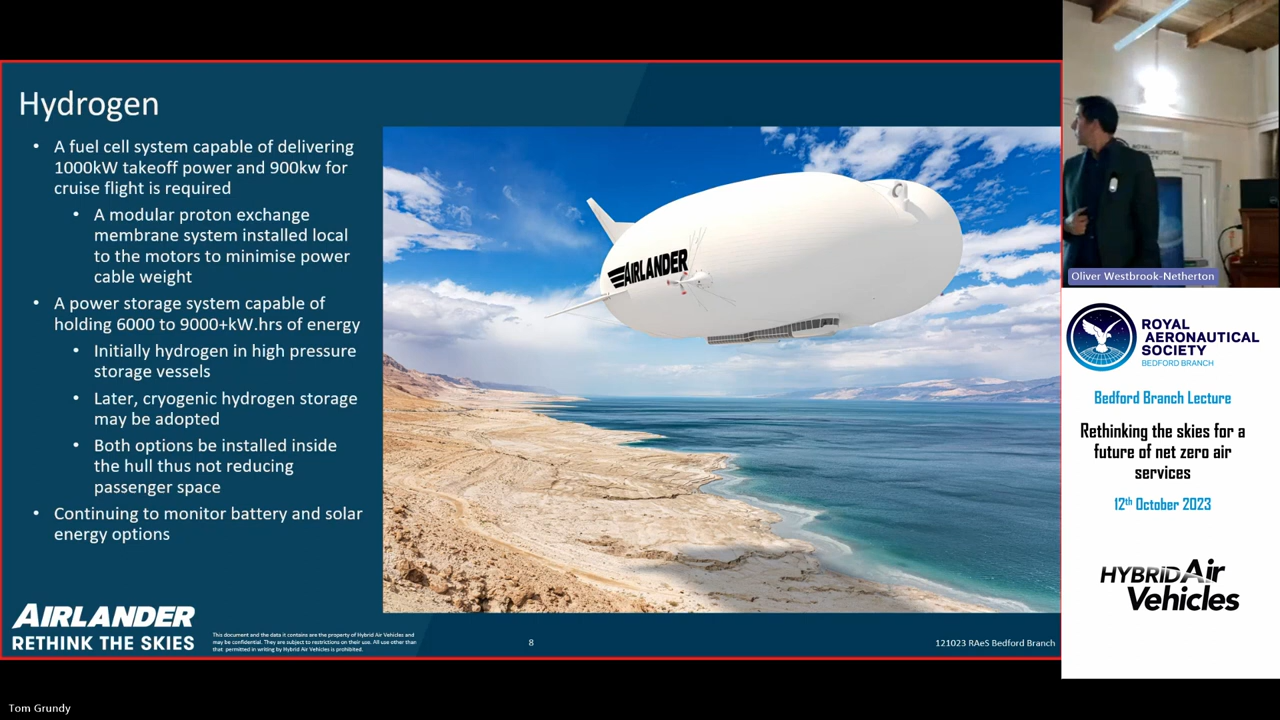 Hydrogen
• A fuel cell system capable of delivering
1000kW takeoff power and 900kw for
cruise flight is required
• A modular proton exchange
membrane system installed local
to the motors to minimise power
cable weight
• A power storage system capable of
holding 6000 to 9000+kW.hrs of energy
• Initially hydrogen in high pressure
storage vessels
• Later, cryogenic hydrogen storage
may be adopted
• Both options be installed inside
the hull thus not reducing
passenger space
• Continuing to monitor battery and solar
energy options
AIRLANDER
AIRLANDER
RETHINK THE SKIES
This document and the data it contains are the property of Hybrid Air Vehicles and
may be confidential. They are subject to restrictions on their use. All use other than
that permitted in writing by Hybrid Air Vehicles is prohibited.
8
121023 RAeS Bedford Branch
ROYAL
AERONAUTICAL
SOCIETY
Oliver Westbrook-Netherton
ROYAL
AERONAUTICAL
SOCIETY
BEDFORD BRANCH
Bedford Branch Lecture
Rethinking the skies for a
future of net zero air
services
12th October 2023
HYBRID Air
Vehicles
Tom Grundy